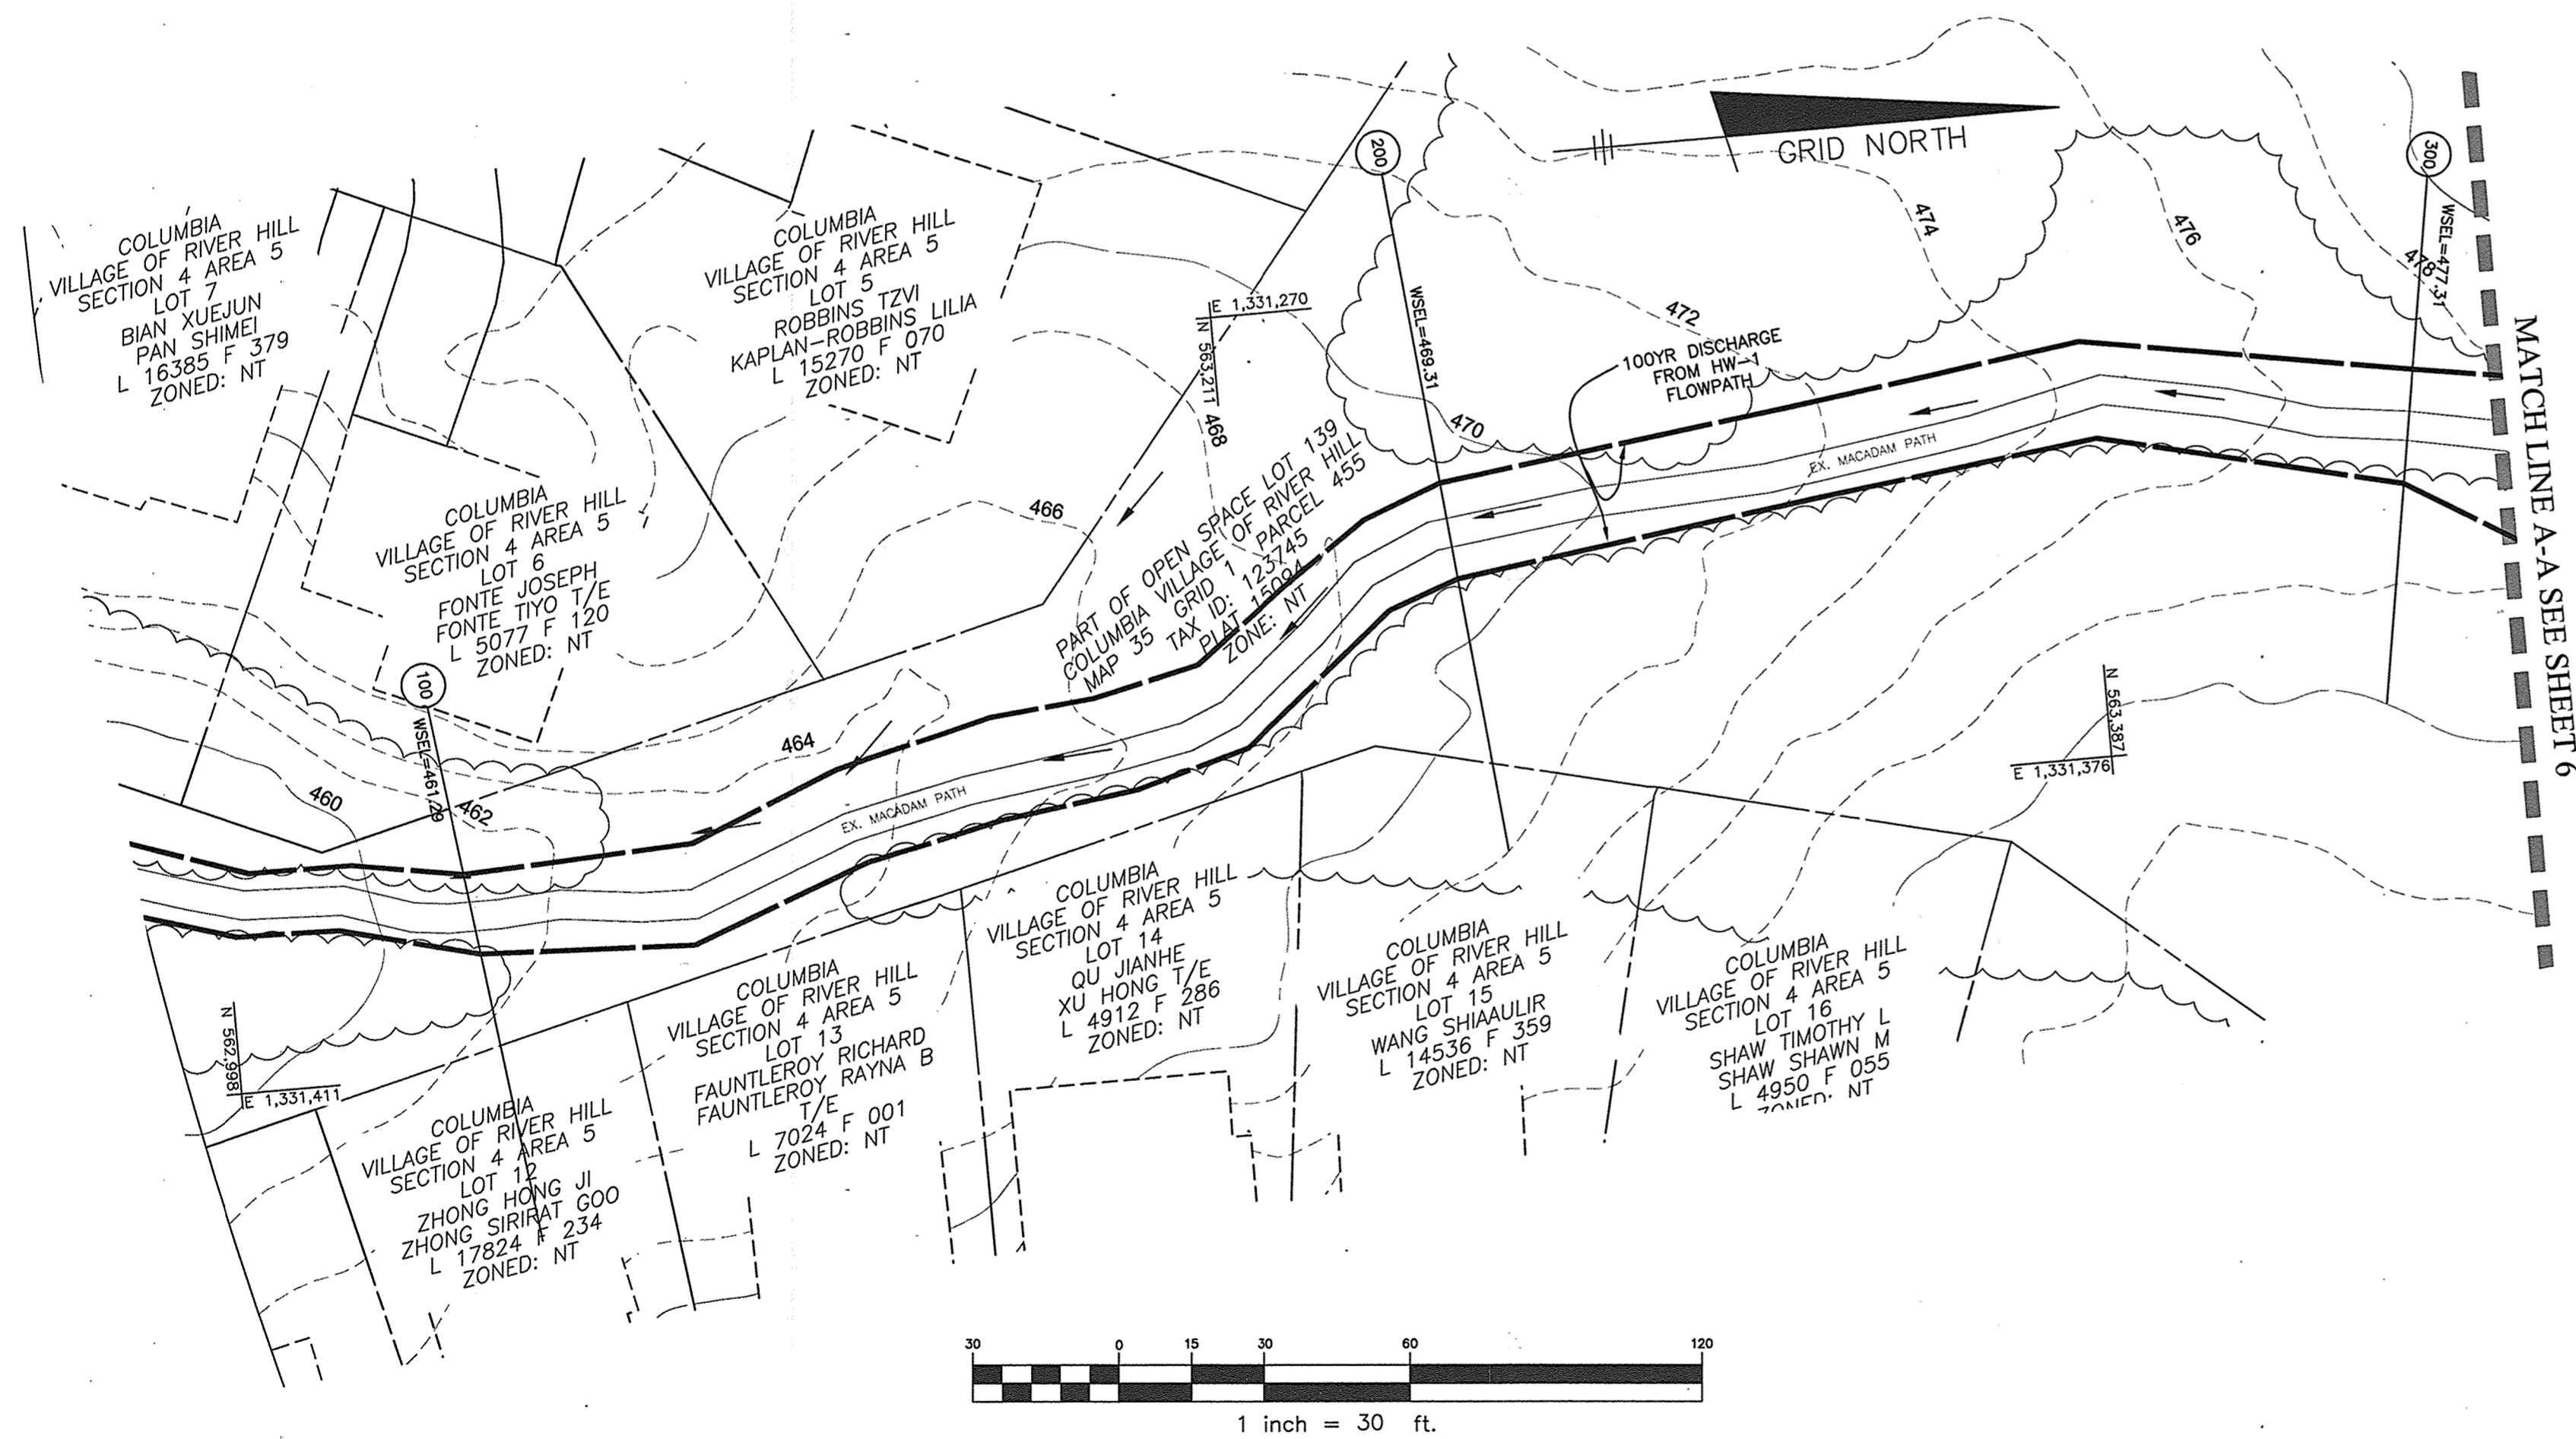 COLUMBIA
VILLAGE OF RIVER HILL
SECTION 4 AREA 5
LOT 7
BIAN XUEJUN
PAN SHIMEI
L 16385 F 379
ZONED: NT
COLUMBIA
VILLAGE OF RIVER HILL
SECTION 4 AREA 5
LOT 5
ROBBINS TZVI
KAPLAN-ROBBINS LILIA
L 15270 F 070
ZONED: NT
COLUMBIA
VILLAGE OF RIVER HILL
SECTION 4 AREA 5
LOT 6
FONTE JOSEPH
FONTE TIYO T/E
L 5077 F 120
ZONED: NT
200
WSEL=469.31
GRID NORTH
300
WSEL=477.31
474
476
478
472
470
468
466
464
462
460
E 1,331,270
N 563,211
100YR DISCHARGE
FROM HW-1
FLOWPATH
EX. MACADAM PATH
PART OF OPEN SPACE LOT 139
COLUMBIA VILLAGE OF RIVER HILL
MAP 35 GRID 1 PARCEL 455
TAX ID: 123745
PLAT 15094
ZONE: NT
MATCH LINE A-A SEE SHEET 6
100
WSEL=461.29
EX. MACADAM PATH
N 563,387
E 1,331,376
N 562,998
E 1,331,411
COLUMBIA
VILLAGE OF RIVER HILL
SECTION 4 AREA 5
LOT 12
ZHONG HONG JI
ZHONG SIRIRAT GOO
L 17824 F 234
ZONED: NT
COLUMBIA
VILLAGE OF RIVER HILL
SECTION 4 AREA 5
LOT 13
FAUNTLEROY RICHARD
FAUNTLEROY RAYNA B
T/E
L 7024 F 001
ZONED: NT
COLUMBIA
VILLAGE OF RIVER HILL
SECTION 4 AREA 5
LOT 14
QU JIANHE
XU HONG T/E
L 4912 F 286
ZONED: NT
COLUMBIA
VILLAGE OF RIVER HILL
SECTION 4 AREA 5
LOT 15
WANG SHIAAULIR
L 14536 F 359
ZONED: NT
COLUMBIA
VILLAGE OF RIVER HILL
SECTION 4 AREA 5
LOT 16
SHAW TIMOTHY L
SHAW SHAWN M
L 4950 F 055
ZONED: NT
30 0 15 30 60 120
1 inch = 30 ft.